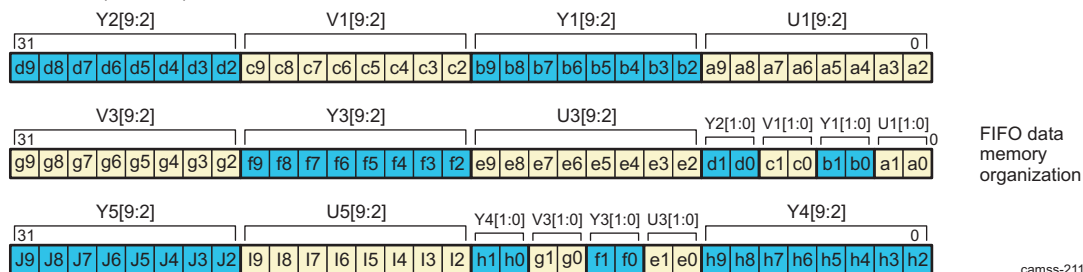 Y2[9:2] V1[9:2] Y1[9:2] U1[9:2]
31 0
d9 d8 d7 d6 d5 d4 d3 d2 c9 c8 c7 c6 c5 c4 c3 c2 b9 b8 b7 b6 b5 b4 b3 b2 a9 a8 a7 a6 a5 a4 a3 a2
V3[9:2] Y3[9:2] U3[9:2] Y2[1:0] V1[1:0] Y1[1:0] U1[1:0]
31 0
g9 g8 g7 g6 g5 g4 g3 g2 f9 f8 f7 f6 f5 f4 f3 f2 e9 e8 e7 e6 e5 e4 e3 e2 d1 d0 c1 c0 b1 b0 a1 a0
FIFO data
memory
organization
Y5[9:2] U5[9:2] Y4[1:0] V3[1:0] Y3[1:0] U3[1:0] Y4[9:2]
31 0
J9 J8 J7 J6 J5 J4 J3 J2 I9 I8 I7 I6 I5 I4 I3 I2 h1 h0 g1 g0 f1 f0 e1 e0 h9 h8 h7 h6 h5 h4 h3 h2
camss-211